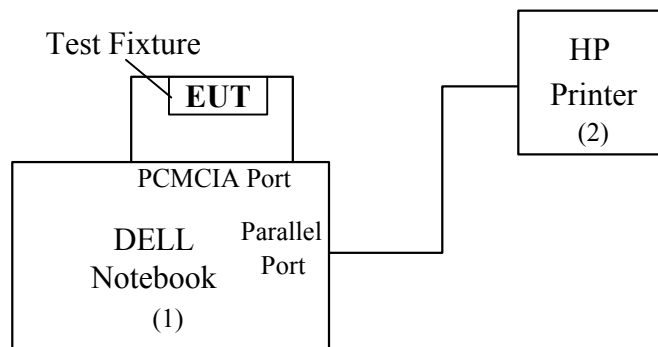 Test Fixture
EUT
PCMCIA Port
DELL
Notebook
(1)
Parallel
Port
HP
Printer
(2)